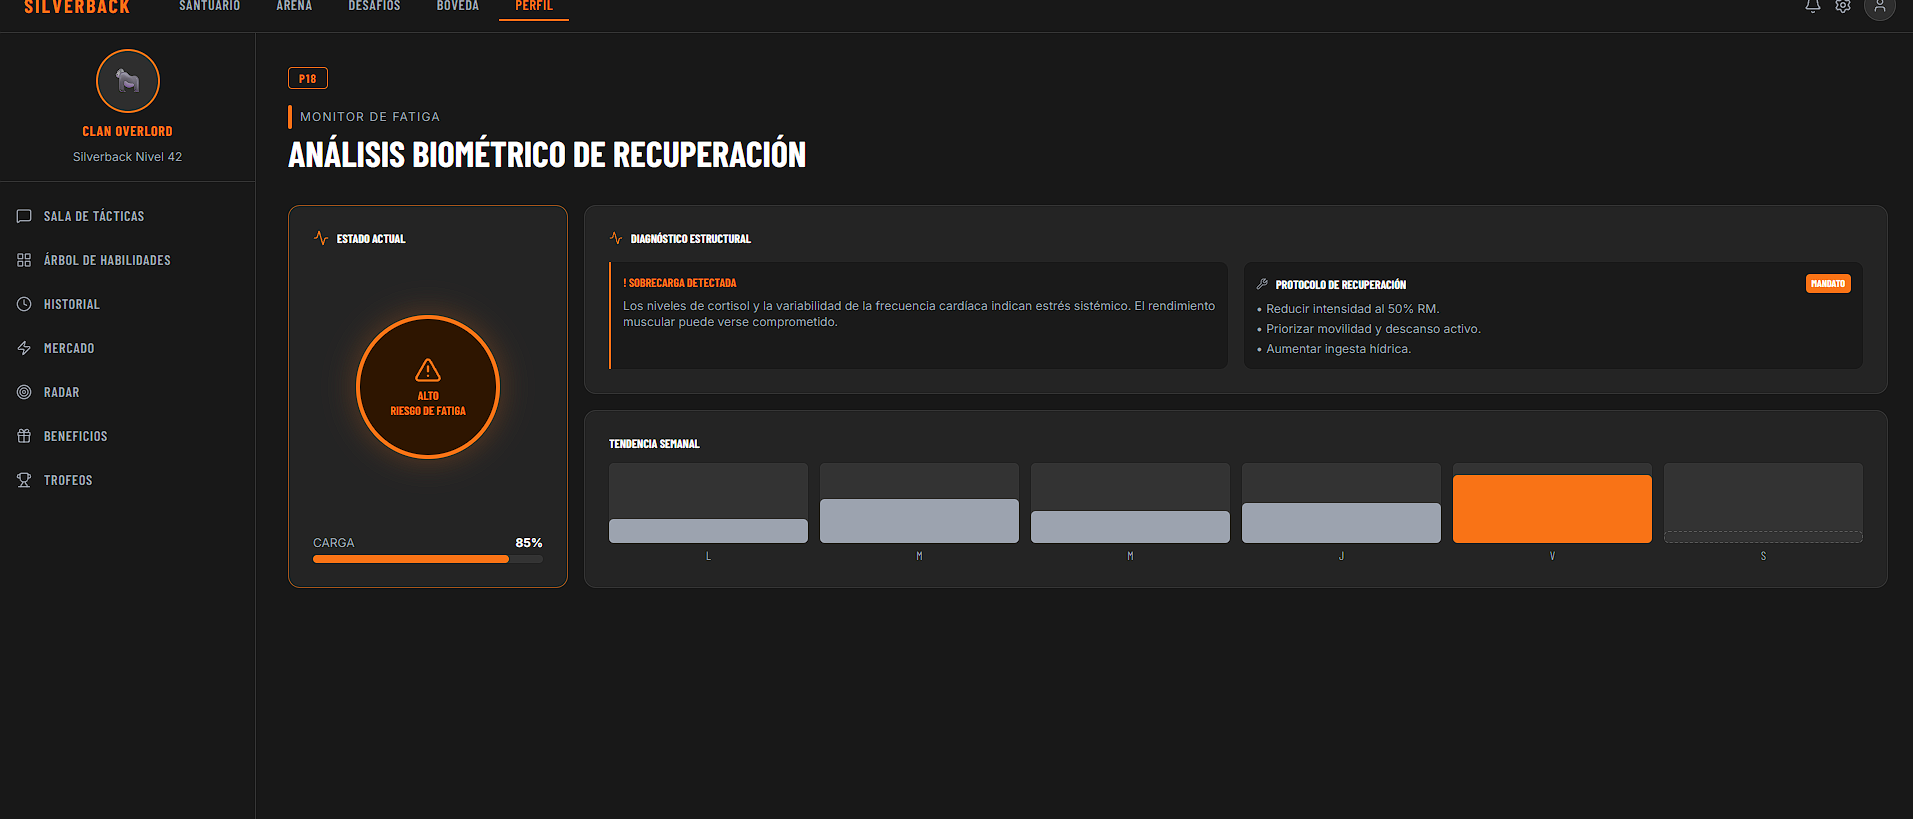 SILVERBACK
SANTUARIO
ARENA
DESAFÍOS
BÓVEDA
PERFIL
CLAN OVERLORD
Silverback Nivel 42
SALA DE TÁCTICAS
ÁRBOL DE HABILIDADES
HISTORIAL
MERCADO
RADAR
BENEFICIOS
TROFEOS
P18
MONITOR DE FATIGA
ANÁLISIS BIOMÉTRICO DE RECUPERACIÓN
ESTADO ACTUAL
ALTO
RIESGO DE FATIGA
CARGA
85%
DIAGNÓSTICO ESTRUCTURAL
! SOBRECARGA DETECTADA
Los niveles de cortisol y la variabilidad de la frecuencia cardíaca indican estrés sistémico. El rendimiento
muscular puede verse comprometido.
PROTOCOLO DE RECUPERACIÓN
MANDATO
• Reducir intensidad al 50% RM.
• Priorizar movilidad y descanso activo.
• Aumentar ingesta hídrica.
TENDENCIA SEMANAL
L
M
M
J
V
S